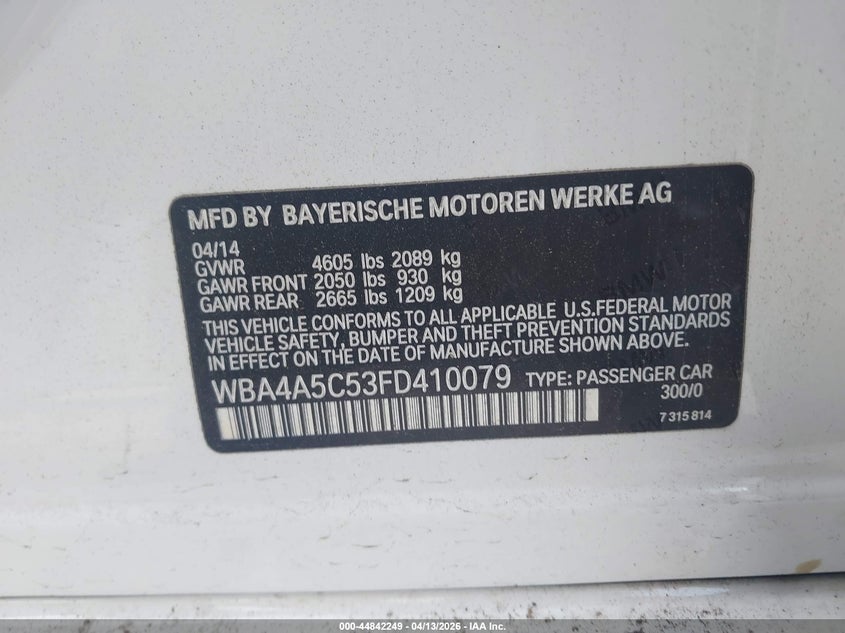 MFD BY BAYERISCHE MOTOREN WERKE AG
04/14
GVWR 4605 lbs 2089 kg
GAWR FRONT 2050 lbs 930 kg
GAWR REAR 2665 lbs 1209 kg
THIS VEHICLE CONFORMS TO ALL APPLICABLE U.S.FEDERAL MOTOR
VEHICLE SAFETY, BUMPER AND THEFT PREVENTION STANDARDS
IN EFFECT ON THE DATE OF MANUFACTURE SHOWN ABOVE.
WBA4A5C53FD410079 TYPE: PASSENGER CAR
300/0
7 315 814
000-44842249 | 04/13/2026 - IAA Inc.